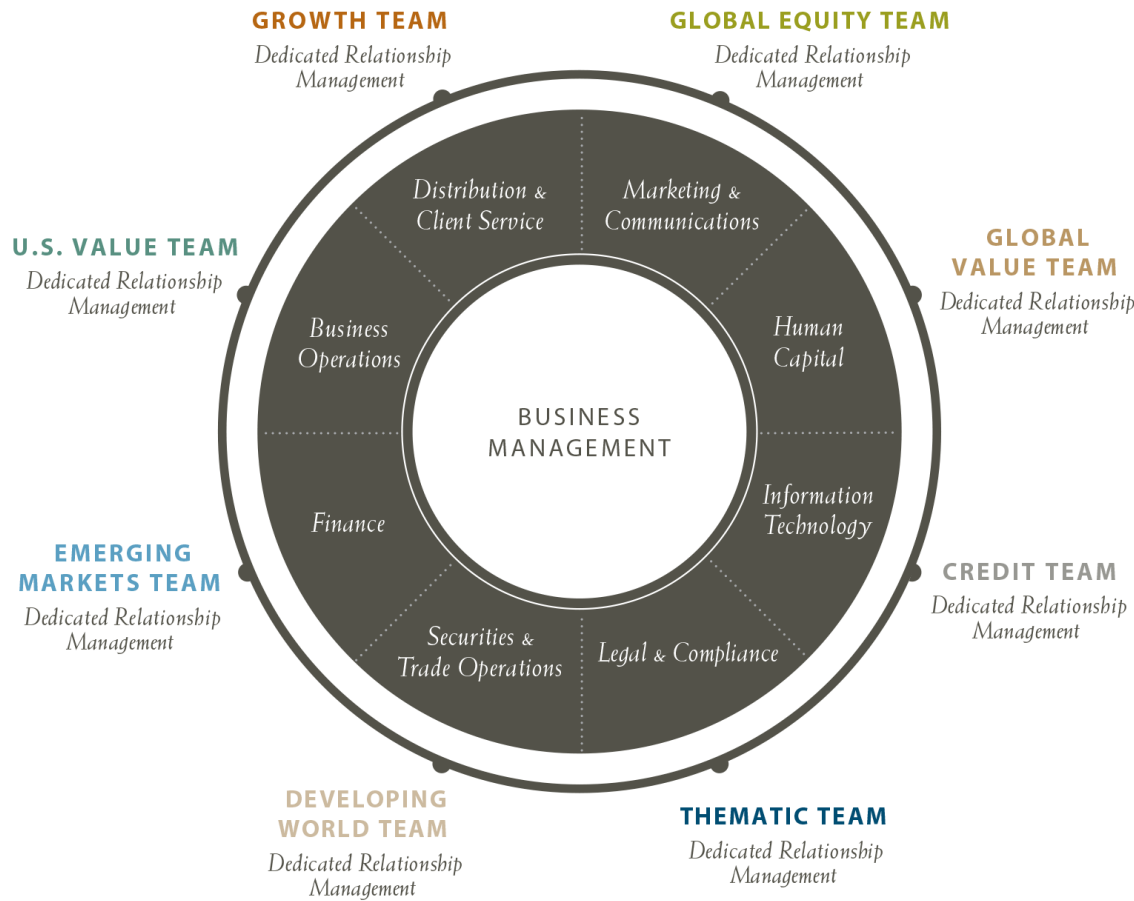 GROWTH TEAM
Dedicated Relationship
Management
GLOBAL EQUITY TEAM
Dedicated Relationship
Management
U.S. VALUE TEAM
Dedicated Relationship
Management
GLOBAL
VALUE TEAM
Dedicated Relationship
Management
Distribution &
Client Service
Marketing &
Communications
Business
Operations
Human
Capital
BUSINESS
MANAGEMENT
Finance
Information
Technology
Securities &
Trade Operations
Legal & Compliance
EMERGING
MARKETS TEAM
Dedicated Relationship
Management
CREDIT TEAM
Dedicated Relationship
Management
DEVELOPING
WORLD TEAM
Dedicated Relationship
Management
THEMATIC TEAM
Dedicated Relationship
Management